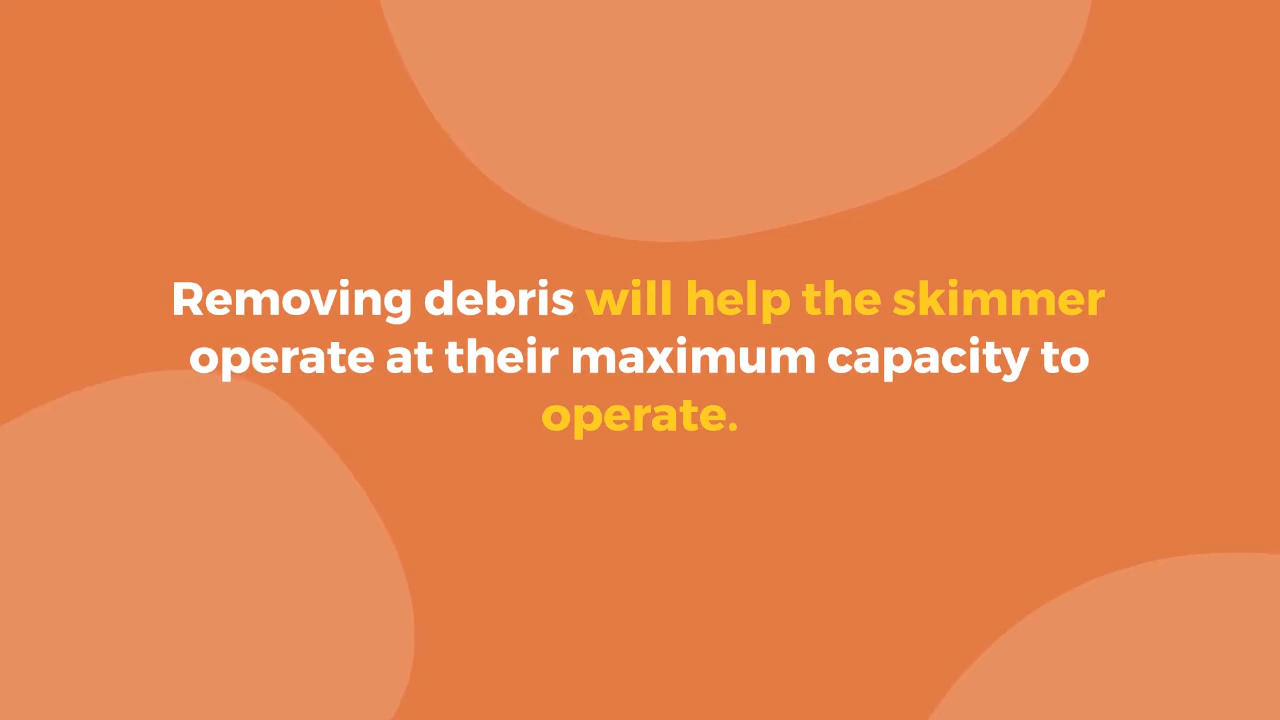 Removing debris will help the skimmer
operate at their maximum capacity to
operate.